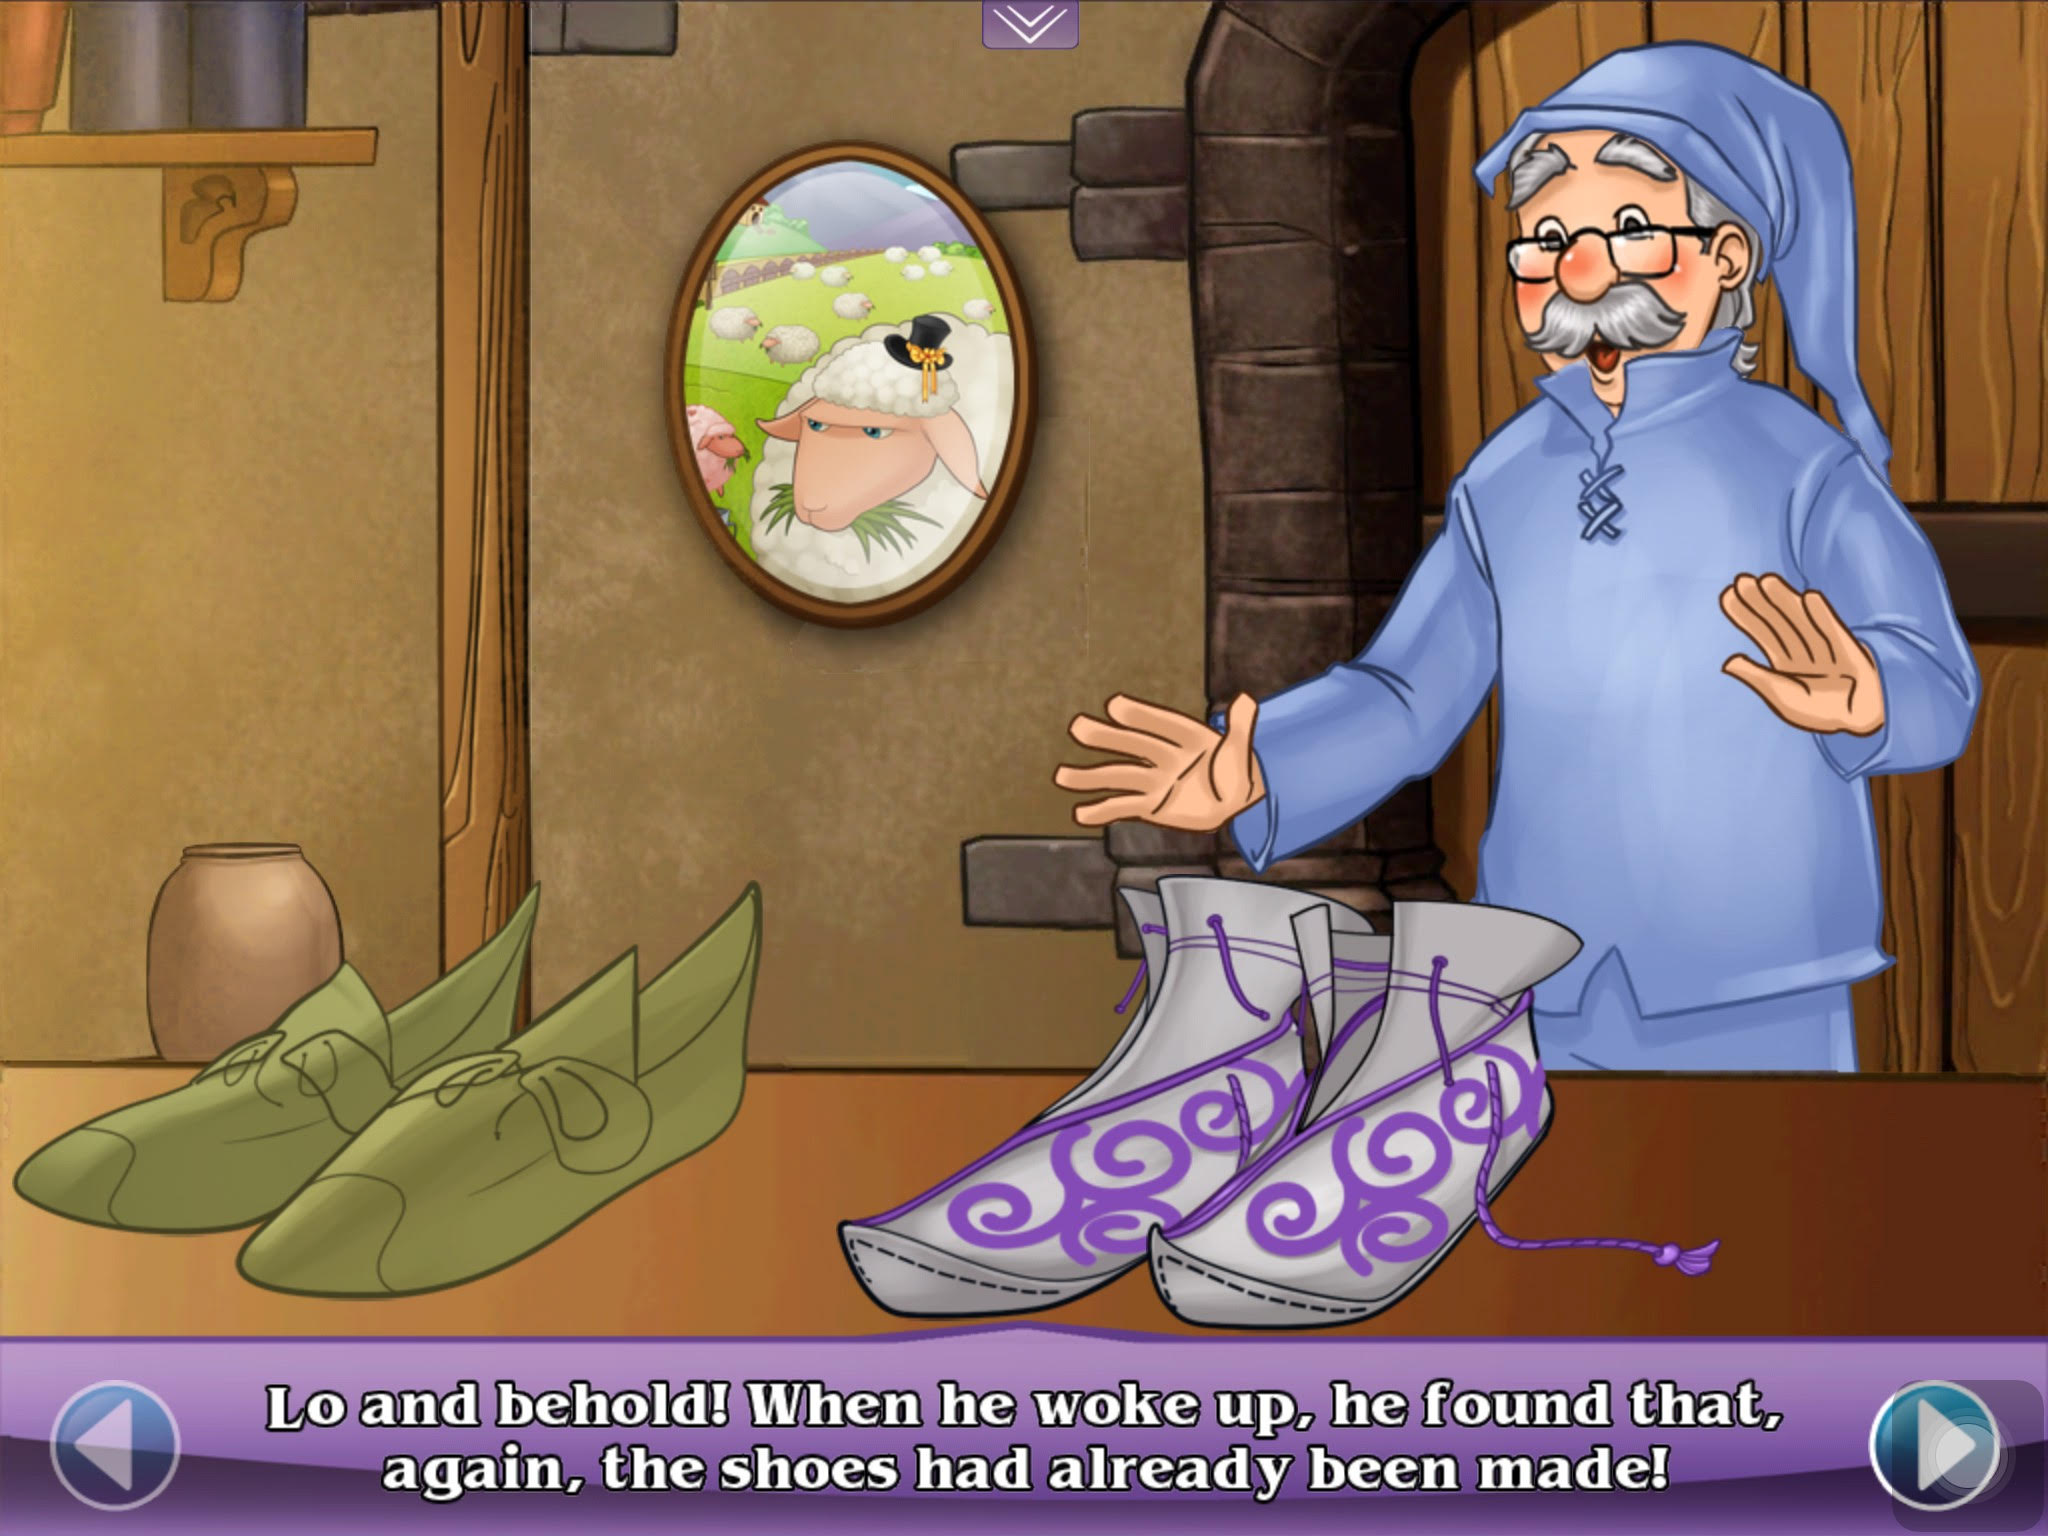 Lo and behold! When he woke up, he found that,
again, the shoes had already been made!